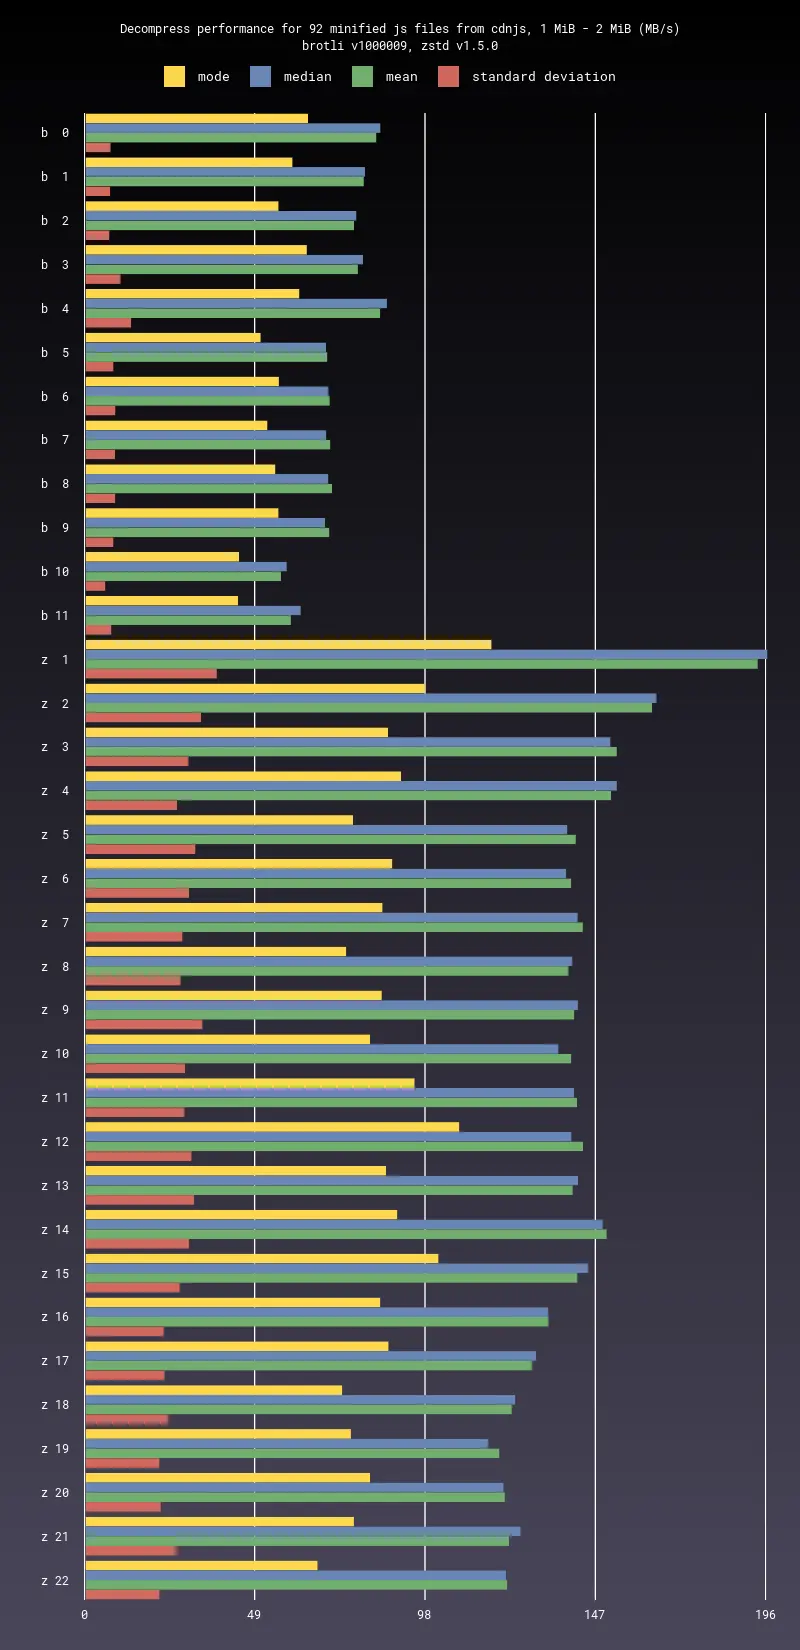 Decompress performance for 92 minified js files from cdnjs, 1 MiB - 2 MiB (MB/s)
brotli v1000009, zstd v1.5.0
mode median mean standard deviation
b 0
b 1
b 2
b 3
b 4
b 5
b 6
b 7
b 8
b 9
b 10
b 11
z 1
z 2
z 3
z 4
z 5
z 6
z 7
z 8
z 9
z 10
z 11
z 12
z 13
z 14
z 15
z 16
z 17
z 18
z 19
z 20
z 21
z 22
0 49 98 147 196